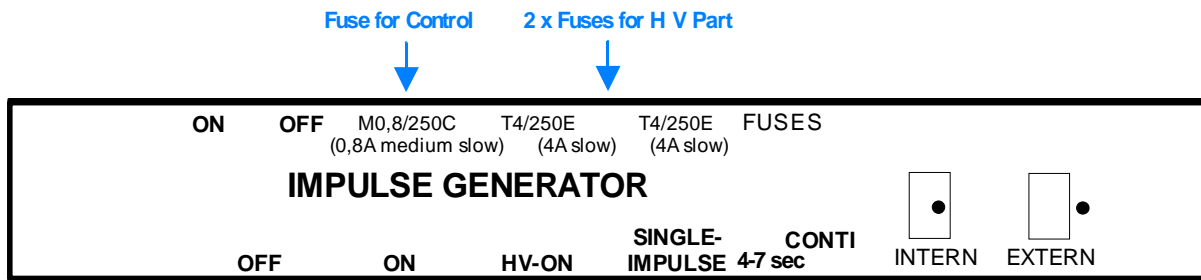 Fuse for Control 2 x Fuses for H V Part
ON OFF M0,8/250C T4/250E T4/250E FUSES
(0,8A medium slow) (4A slow) (4A slow)
IMPULSE GENERATOR
SINGLE- CONTI
OFF ON HV-ON IMPULSE 4-7 sec INTERN EXTERN